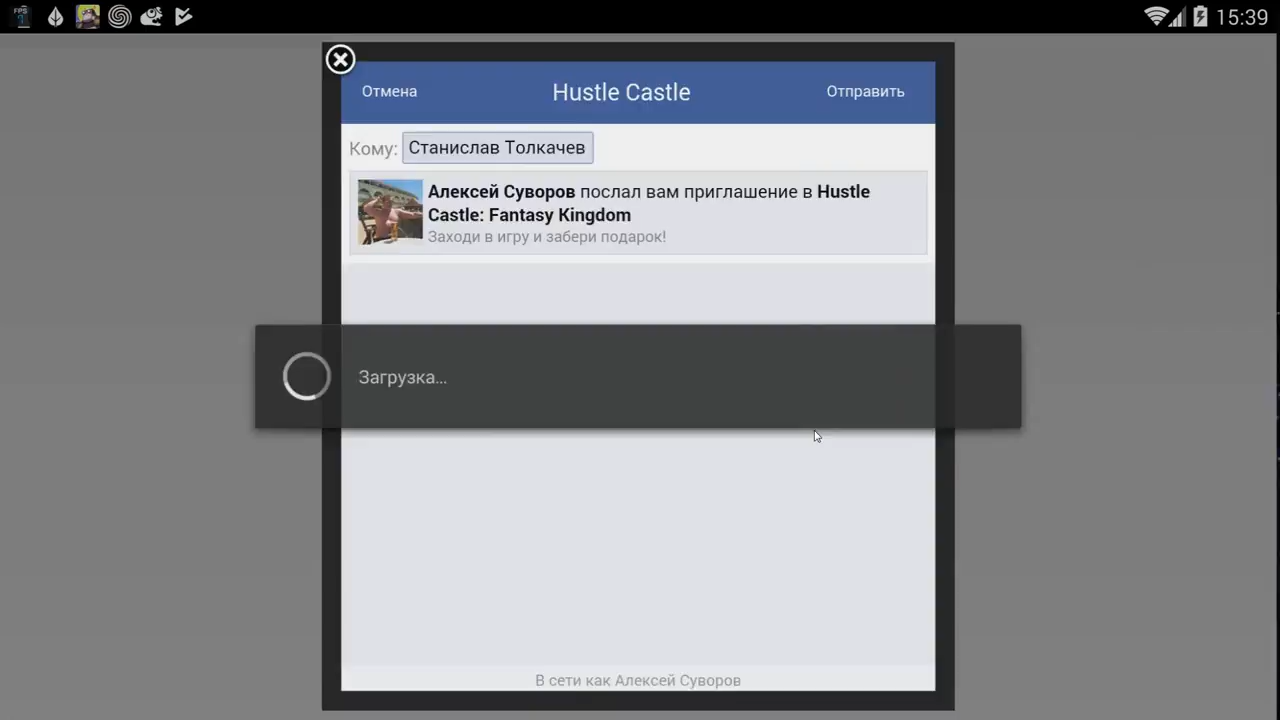 FPS
15:39
Отмена
Hustle Castle
Отправить
Кому: Станислав Толкачев
Алексей Суворов послал вам приглашение в Hustle
Castle: Fantasy Kingdom
Заходи в игру и забери подарок!
Загрузка...
В сети как Алексей Суворов